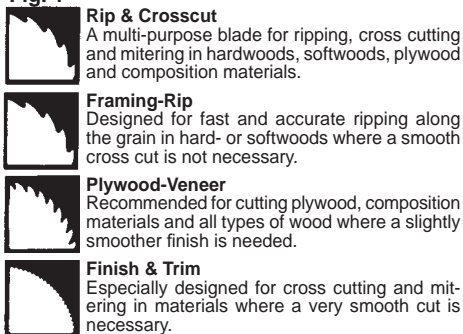 Rip & Crosscut
A multi-purpose blade for ripping, cross cutting
and mitering in hardwoods, softwoods, plywood
and composition materials.
Framing-Rip
Designed for fast and accurate ripping along
the grain in hard- or softwoods where a smooth
cross cut is not necessary.
Plywood-Veneer
Recommended for cutting plywood, composition
materials and all types of wood where a slightly
smoother finish is needed.
Finish & Trim
Especially designed for cross cutting and mit-
ering in materials where a very smooth cut is
necessary.